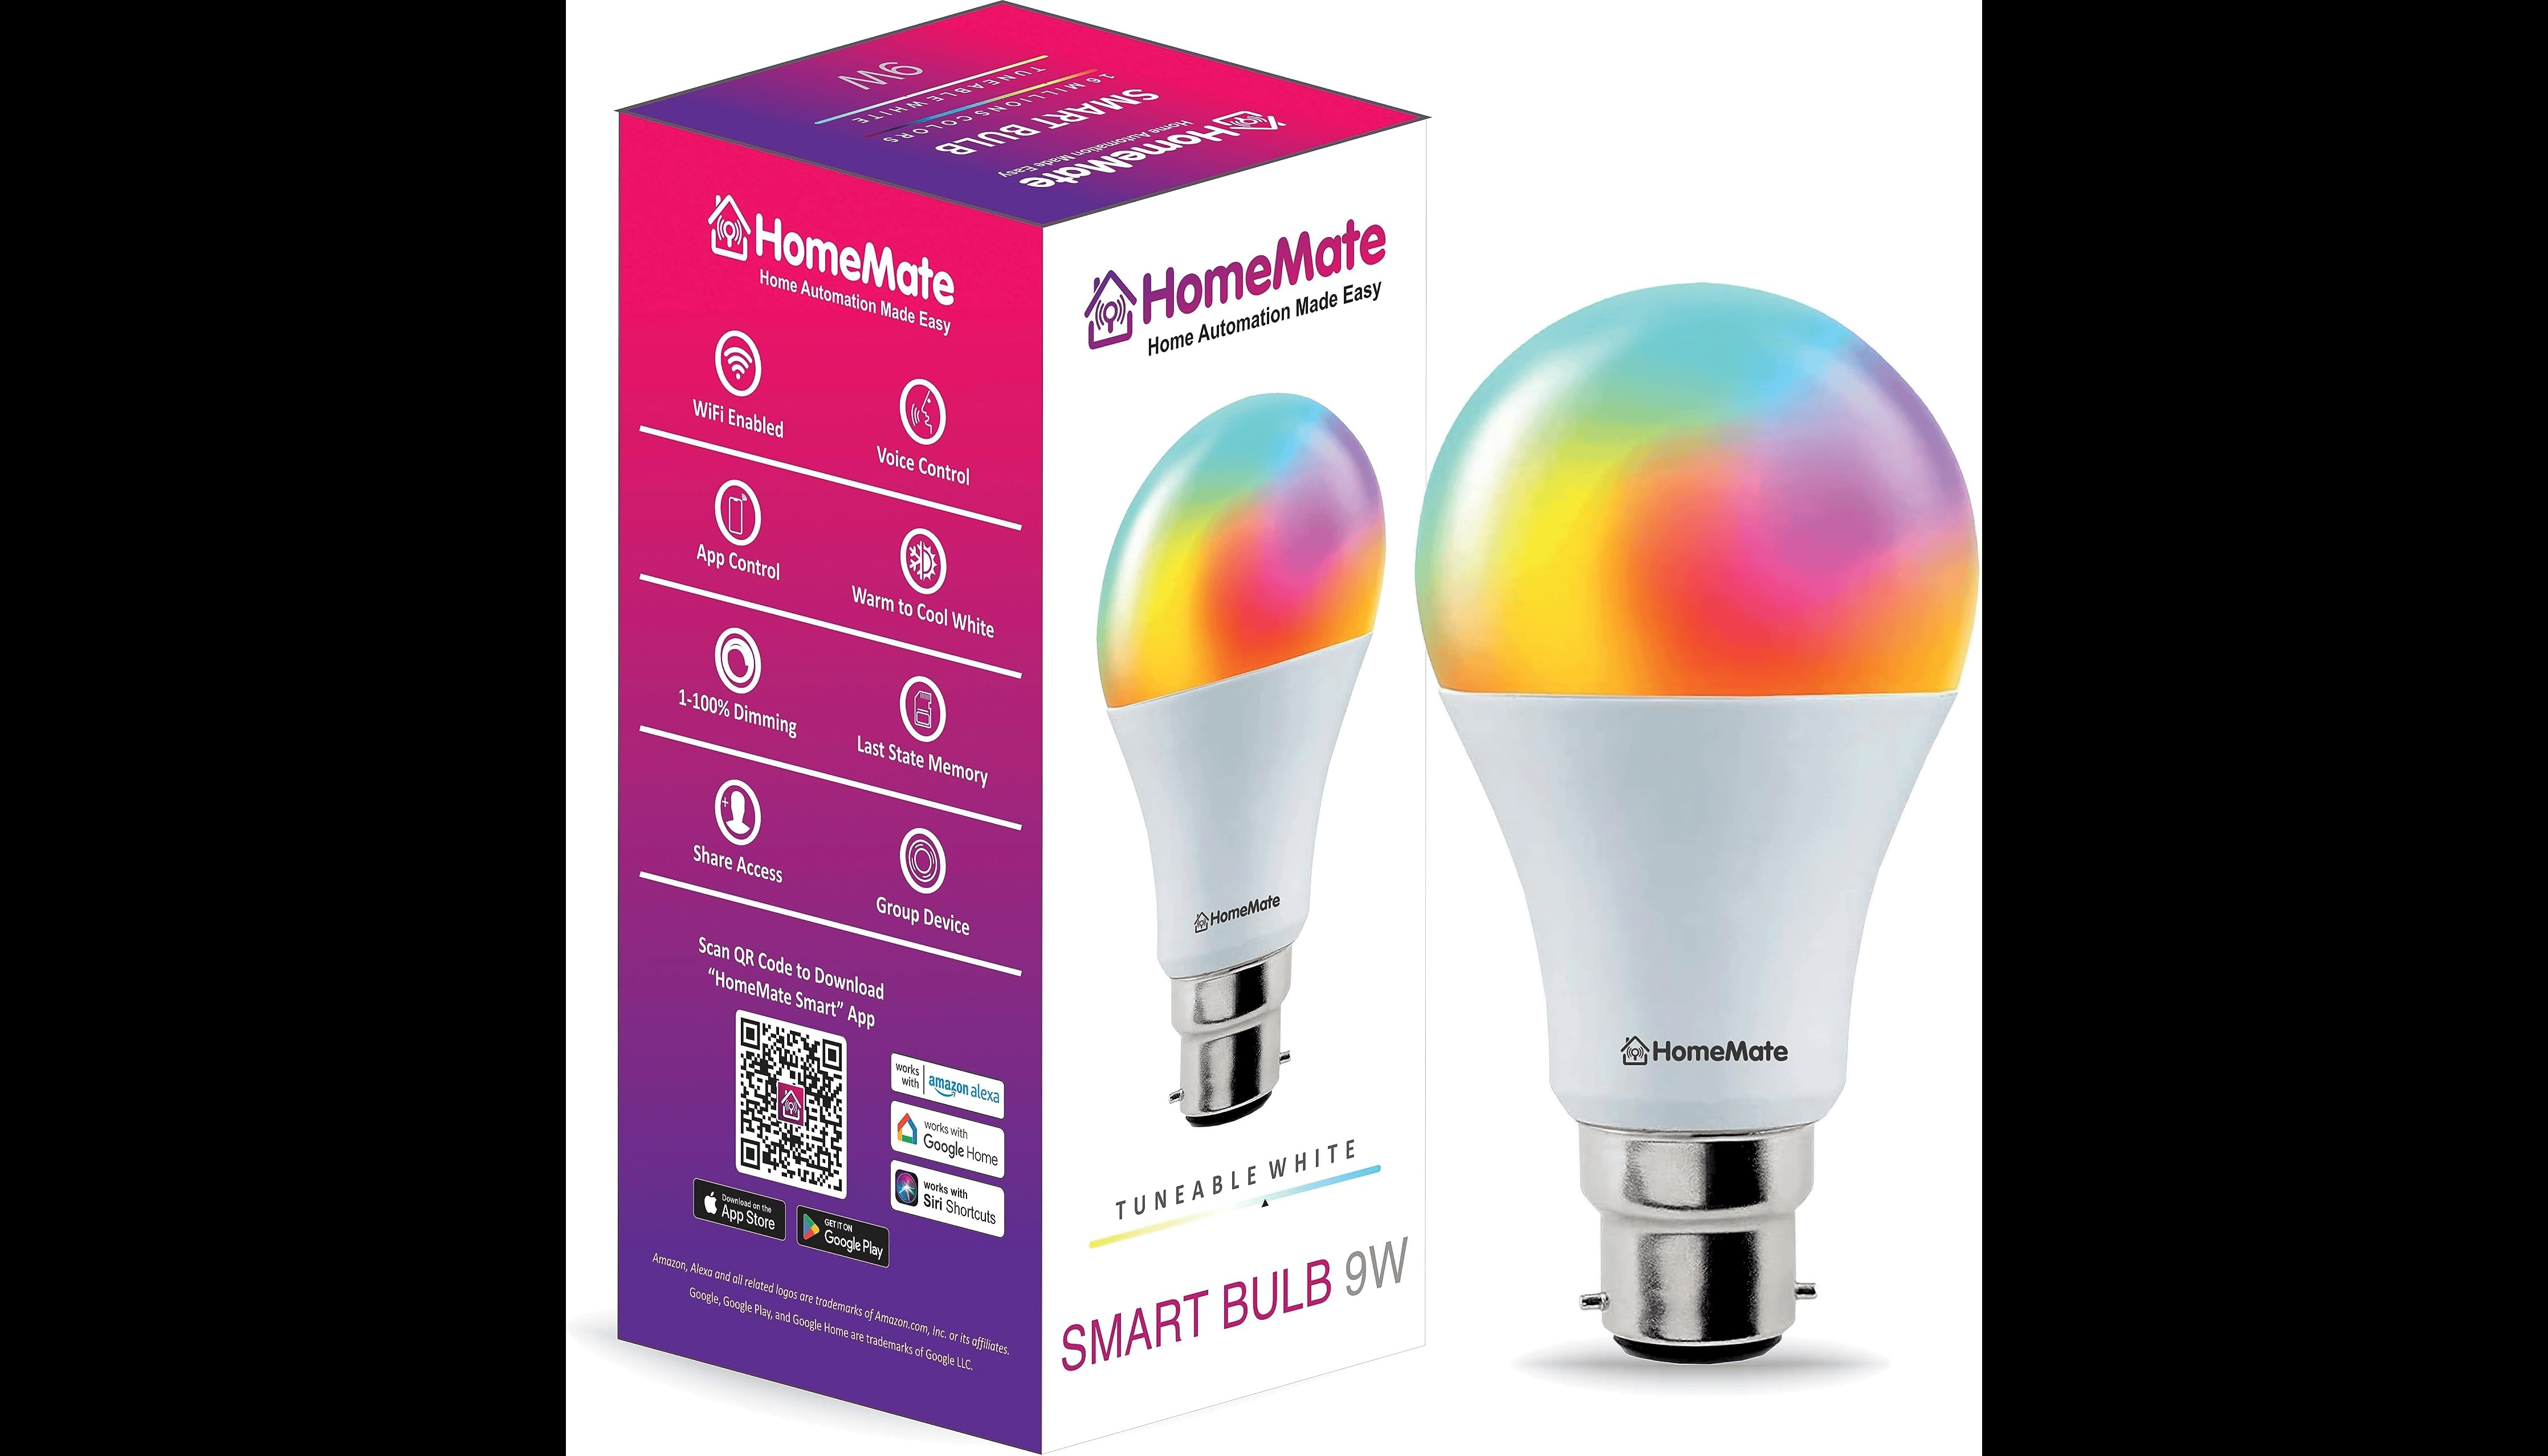 HomeMate
Home Automation Made Easy
SMART BULB
16 MILLIONS COLORS
TUNEABLE WHITE
9W
HomeMate
Home Automation Made Easy
WiFi Enabled
Voice Control
App Control
Warm to Cool White
1-100% Dimming
Last State Memory
Share Access
Group Device
Scan QR Code to Download
“HomeMate Smart” App
works
with
amazon alexa
works with
Google Home
works with
Siri Shortcuts
Download on the
App Store
GET IT ON
Google Play
Amazon, Alexa and all related logos are trademarks of Amazon.com, Inc. or its affiliates.
Google, Google Play, and Google Home are trademarks of Google LLC.
HomeMate
Home Automation Made Easy
HomeMate
TUNEABLE WHITE
SMART BULB 9W
HomeMate